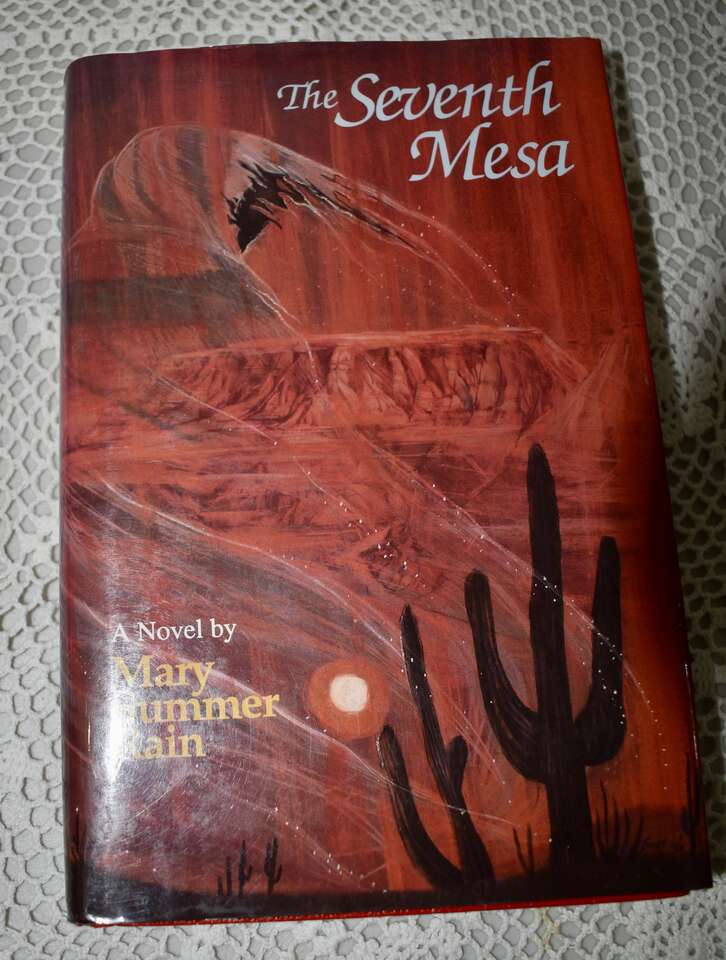 The Seventh
Mesa
A Novel by
Mary
Summer
Rain